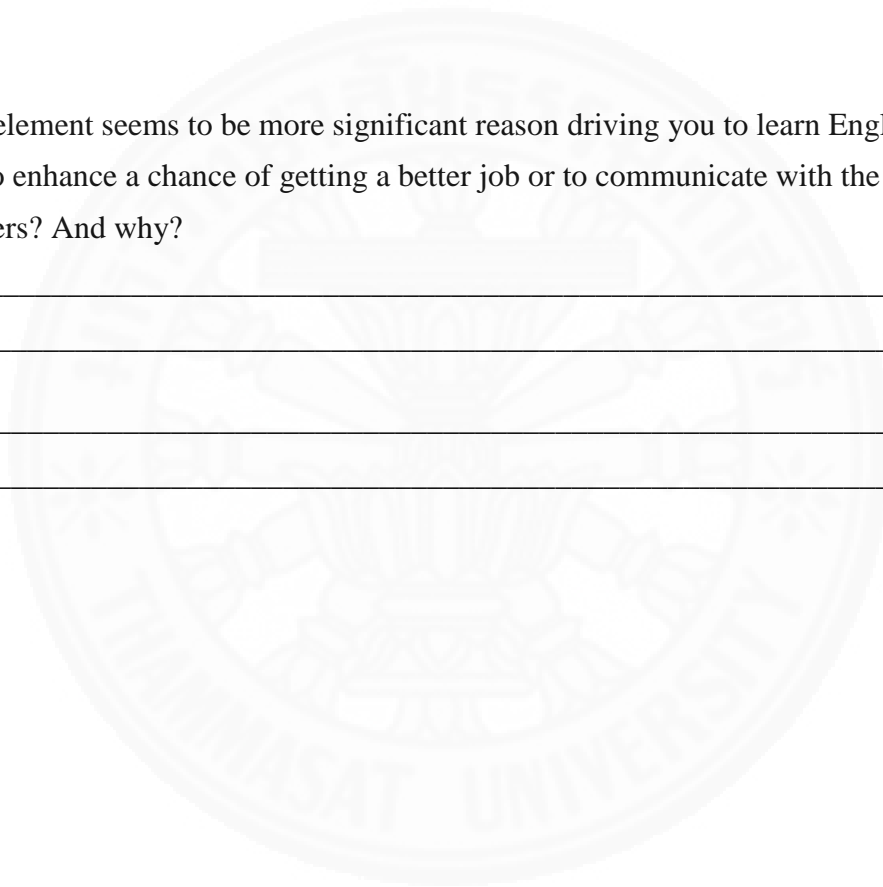 element seems to be more significant reason driving you to learn Engl
o enhance a chance of getting a better job or to communicate with the
ers? And why?
THAMMASAT UNIVERSITY